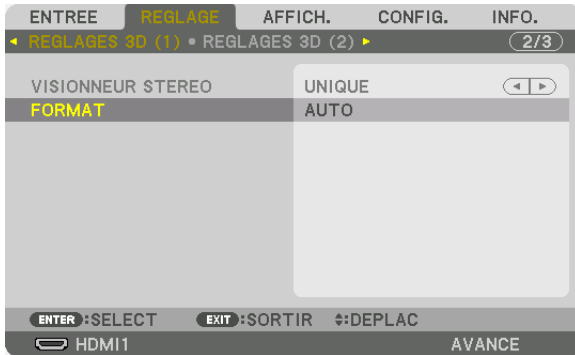 ENTREE REGLAGE AFFICH. CONFIG. INFO.
REGLAGES 3D (1) • REGLAGES 3D (2) 2/3
VISIONNEUR STEREO UNIQUE
FORMAT AUTO
ENTER :SELECT EXIT :SORTIR :DEPLAC
HDMI1 AVANCE